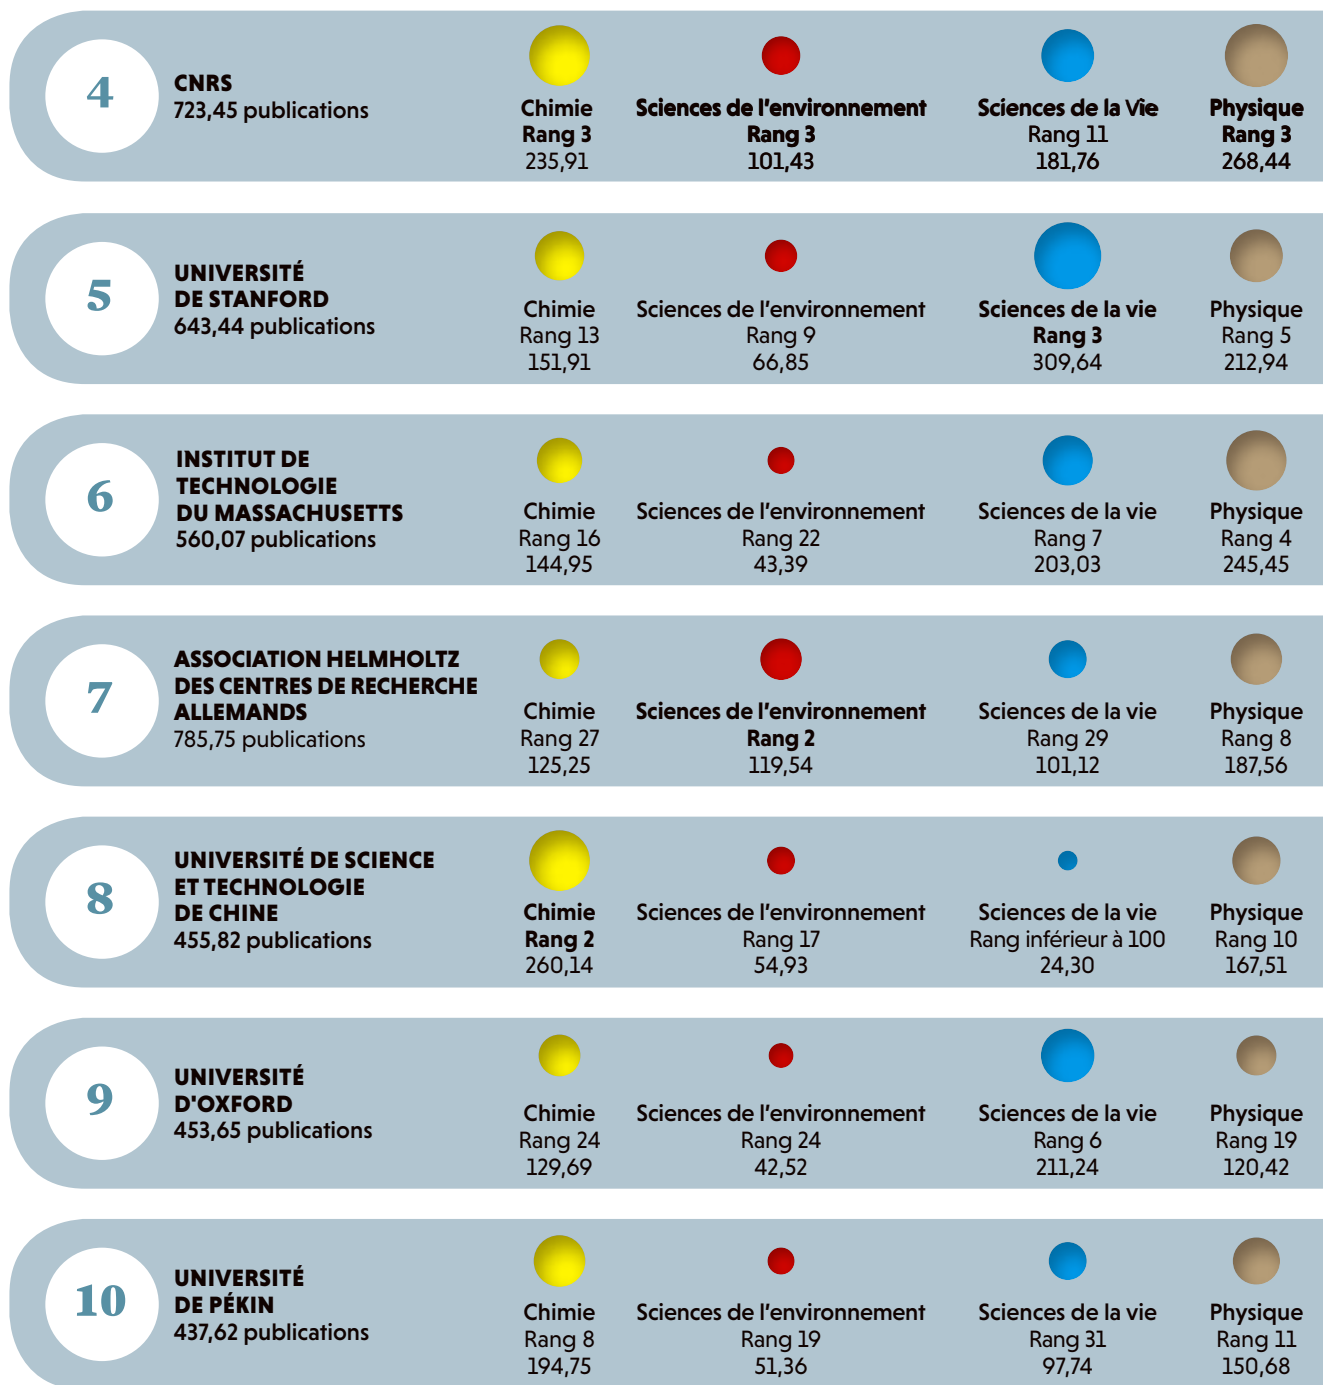 4
CNRS
723,45 publications
Chimie
Rang 3
235,91
Sciences de l'environnement
Rang 3
101,43
Sciences de la Vie
Rang 11
181,76
Physique
Rang 3
268,44
5
UNIVERSITÉ
DE STANFORD
643,44 publications
Chimie
Rang 13
151,91
Sciences de l'environnement
Rang 9
66,85
Sciences de la vie
Rang 3
309,64
Physique
Rang 5
212,94
6
INSTITUT DE
TECHNOLOGIE
DU MASSACHUSETTS
560,07 publications
Chimie
Rang 16
144,95
Sciences de l'environnement
Rang 22
43,39
Sciences de la vie
Rang 7
203,03
Physique
Rang 4
245,45
7
ASSOCIATION HELMHOLTZ
DES CENTRES DE RECHERCHE
ALLEMANDS
785,75 publications
Chimie
Rang 27
125,25
Sciences de l'environnement
Rang 2
119,54
Sciences de la vie
Rang 29
101,12
Physique
Rang 8
187,56
8
UNIVERSITÉ DE SCIENCE
ET TECHNOLOGIE
DE CHINE
455,82 publications
Chimie
Rang 2
260,14
Sciences de l'environnement
Rang 17
54,93
Sciences de la vie
Rang inférieur à 100
24,30
Physique
Rang 10
167,51
9
UNIVERSITÉ
D'OXFORD
453,65 publications
Chimie
Rang 24
129,69
Sciences de l'environnement
Rang 24
42,52
Sciences de la vie
Rang 6
211,24
Physique
Rang 19
120,42
10
UNIVERSITÉ
DE PÉKIN
437,62 publications
Chimie
Rang 8
194,75
Sciences de l'environnement
Rang 19
51,36
Sciences de la vie
Rang 31
97,74
Physique
Rang 11
150,68